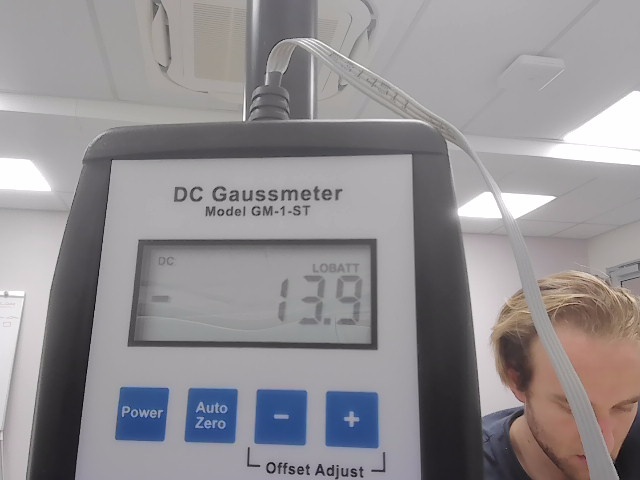 DC Gaussmeter
Model GM-1-ST
DC
LOBATT
- 13.9
Power
Auto
Zero
-
+
Offset Adjust